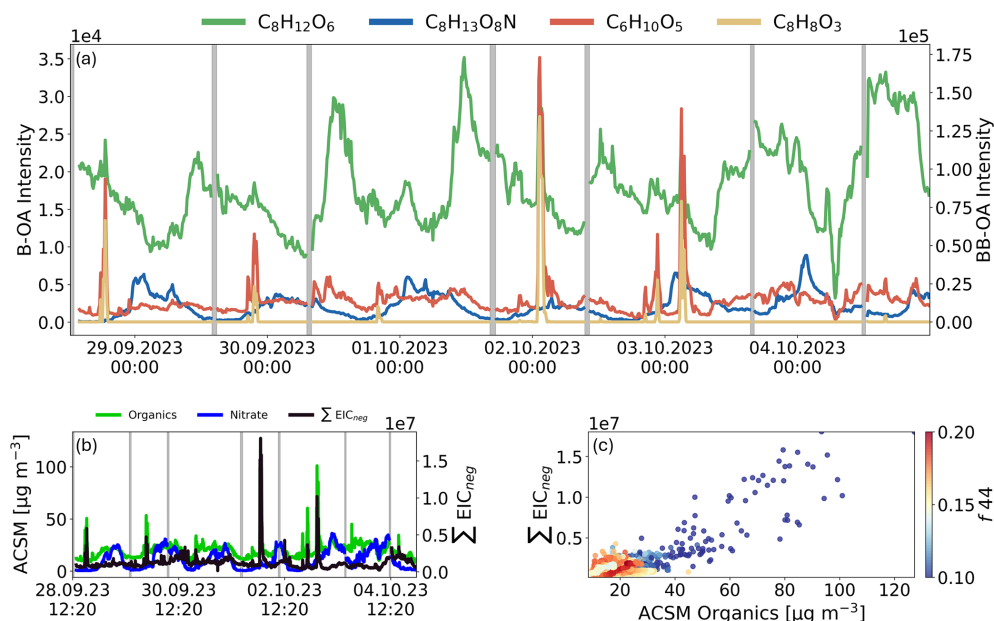 C₈H₁₂O₆ C₈H₁₃O₈N C₆H₁₀O₅ C₈H₈O₃
1e4 1e5
(a)
B-OA Intensity
3.5
3.0
2.5
2.0
1.5
1.0
0.5
0.0
BB-OA Intensity
1.75
1.50
1.25
1.00
0.75
0.50
0.25
0.00
29.09.2023 30.09.2023 01.10.2023 02.10.2023 03.10.2023 04.10.2023
00:00 00:00 00:00 00:00 00:00 00:00
Organics Nitrate ∑ EICneg
1e7
(b)
ACSM [µg m⁻³]
100
50
0
∑ EICneg
1.5
1.0
0.5
0.0
28.09.23 30.09.23 02.10.23 04.10.23
12:20 12:20 12:20 12:20
1e7
(c)
∑ EICneg
1.5
1.0
0.5
20 40 60 80 100 120
ACSM Organics [µg m⁻³]
0.20
0.15
0.10
f 44